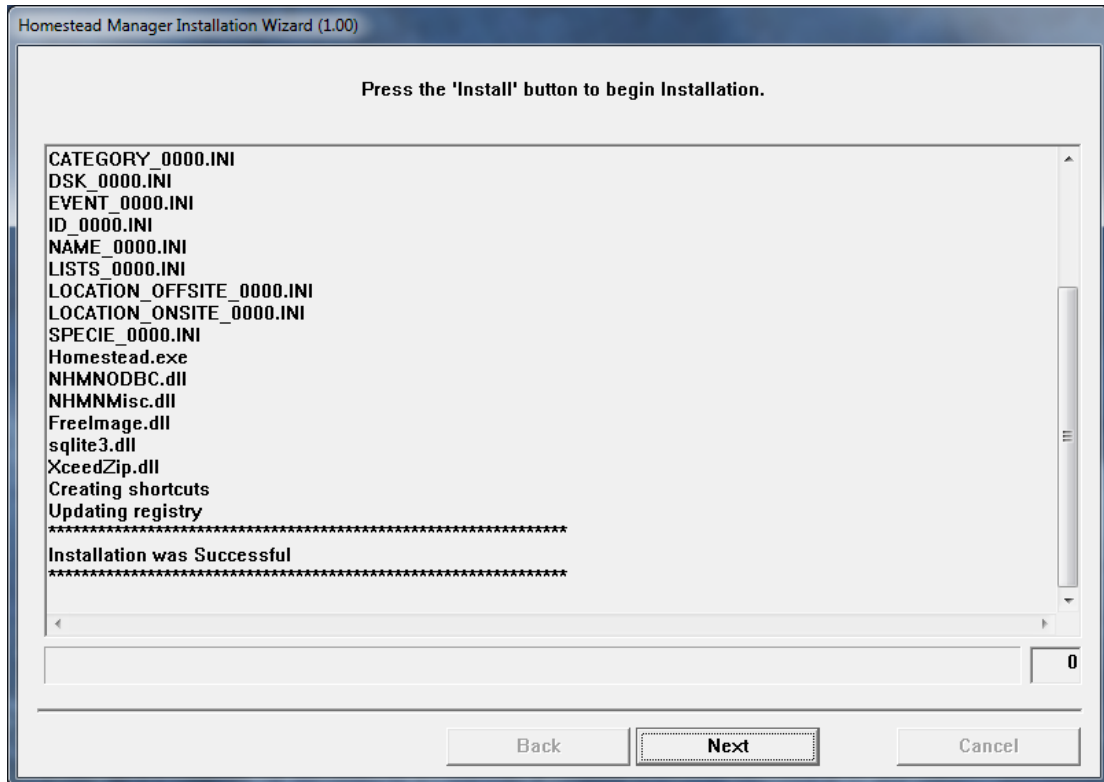 Homestead Manager Installation Wizard (1.00)
Press the 'Install' button to begin Installation.
CATEGORY_0000.INI
DSK_0000.INI
EVENT_0000.INI
ID_0000.INI
NAME_0000.INI
LISTS_0000.INI
LOCATION_OFFSITE_0000.INI
LOCATION_ONSITE_0000.INI
SPECIE_0000.INI
Homestead.exe
NHMNODBC.dll
NHMNMisc.dll
FreeImage.dll
sqlite3.dll
XceedZip.dll
Creating shortcuts
Updating registry
***************************************************************
Installation was Successful
***************************************************************
0
Back Next Cancel